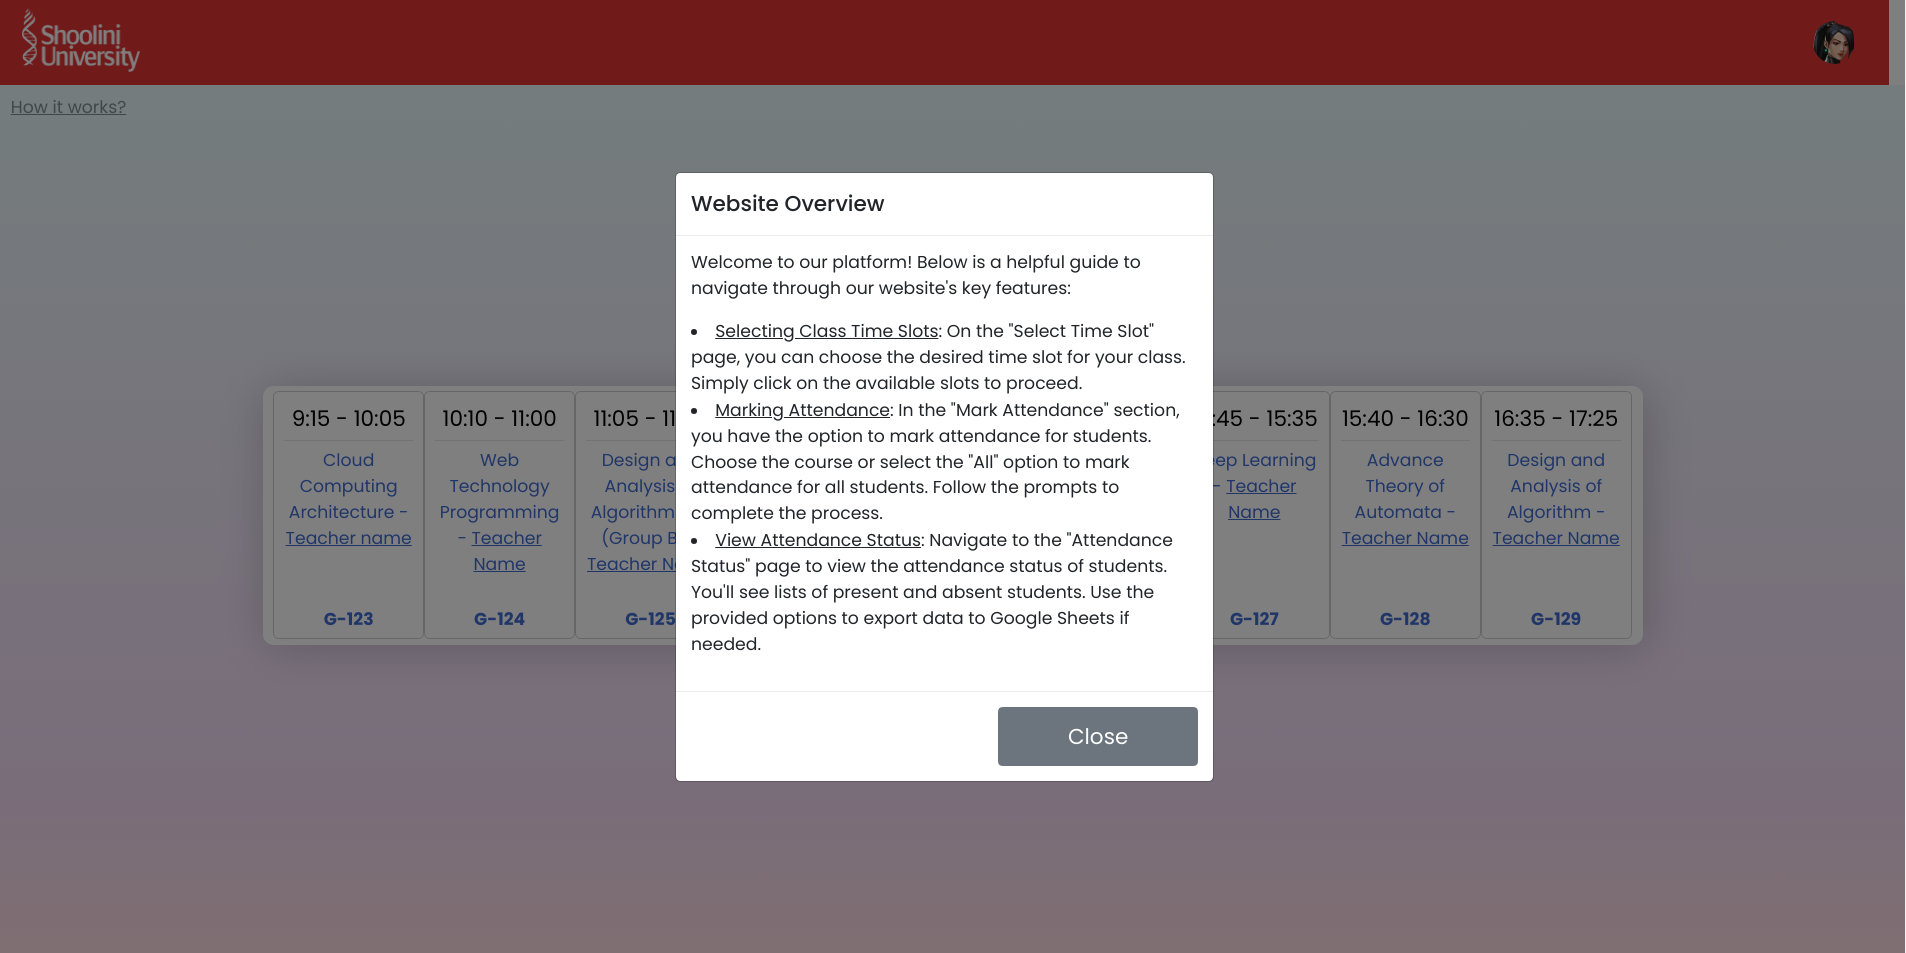 Shoolini
University
How it works?
Website Overview
Welcome to our platform! Below is a helpful guide to
navigate through our website's key features:
• Selecting Class Time Slots: On the "Select Time Slot"
page, you can choose the desired time slot for your class.
Simply click on the available slots to proceed.
• Marking Attendance: In the "Mark Attendance" section,
you have the option to mark attendance for students.
Choose the course or select the "All" option to mark
attendance for all students. Follow the prompts to
complete the process.
• View Attendance Status: Navigate to the "Attendance
Status" page to view the attendance status of students.
You'll see lists of present and absent students. Use the
provided options to export data to Google Sheets if
needed.
Close
9:15 - 10:05
Cloud
Computing
Architecture -
Teacher name
G-123
10:10 - 11:00
Web
Technology
Programming
- Teacher
Name
G-124
11:05 - 11
Design a
Analysis
Algorithm
(Group B
Teacher N
G-125
:45 - 15:35
ep Learning
- Teacher
Name
G-127
15:40 - 16:30
Advance
Theory of
Automata -
Teacher Name
G-128
16:35 - 17:25
Design and
Analysis of
Algorithm -
Teacher Name
G-129